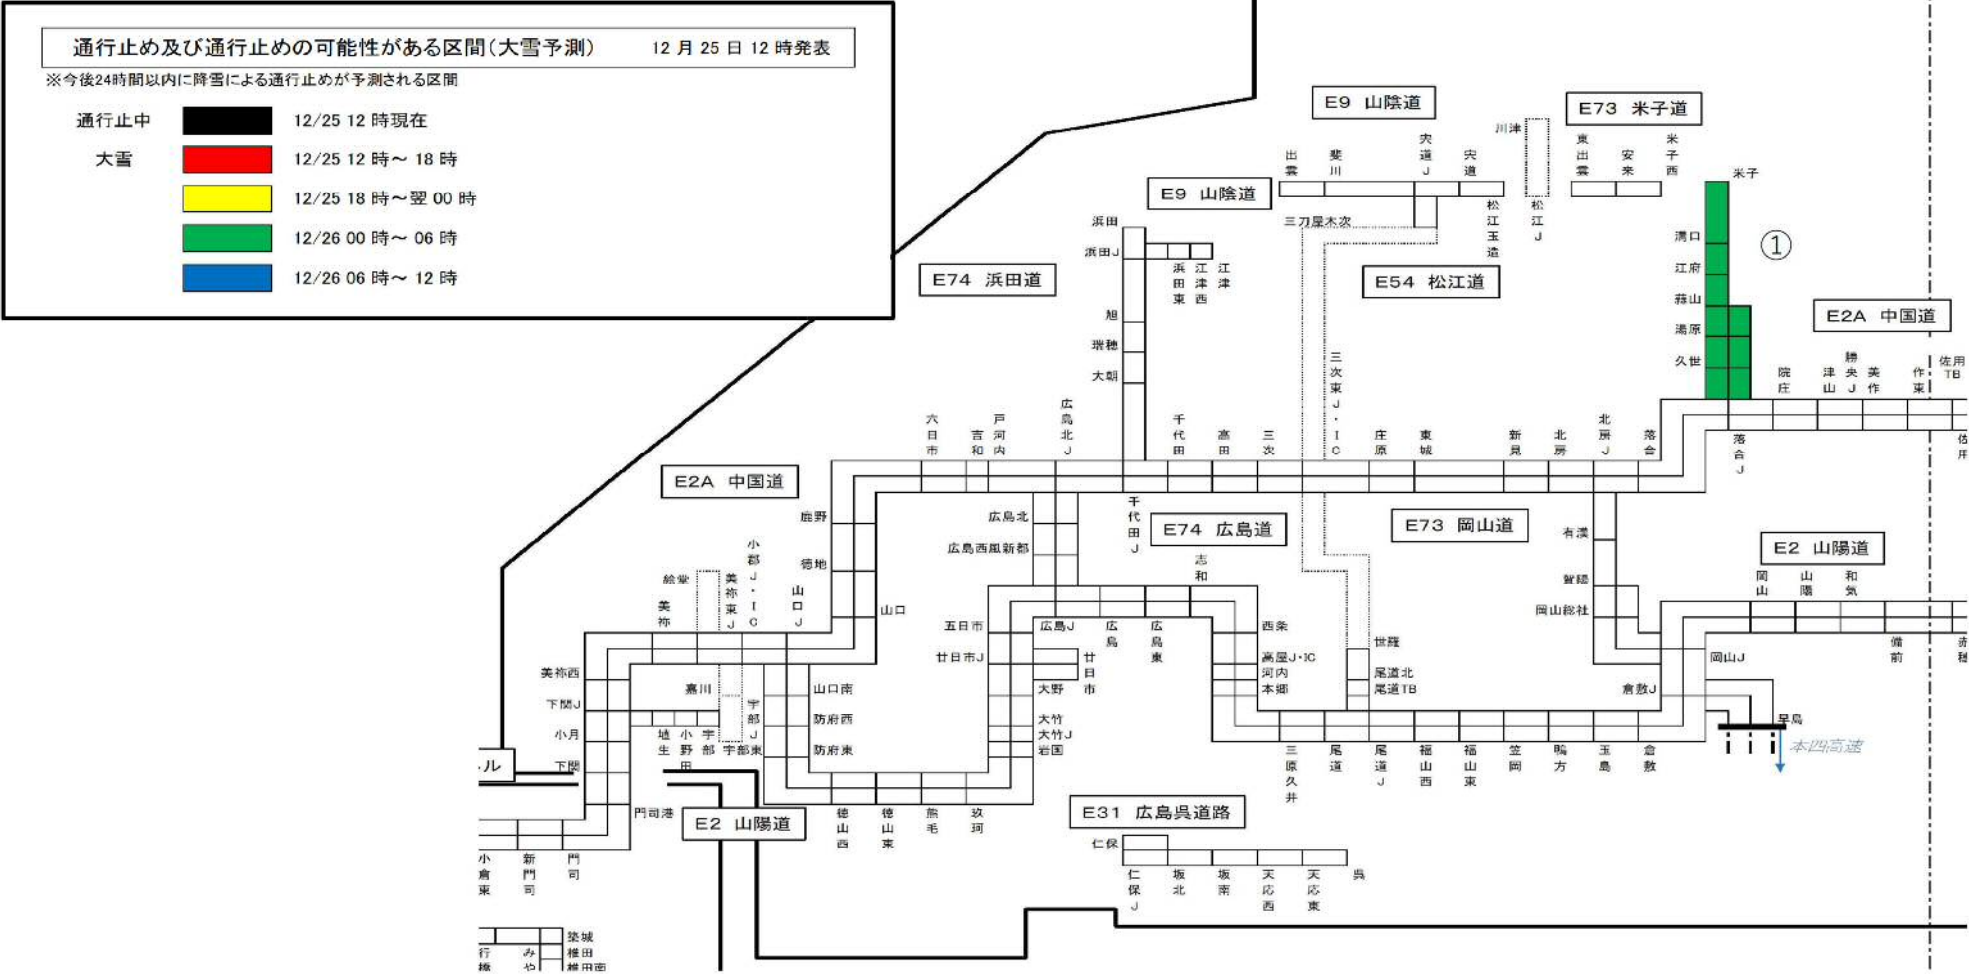 通行止め及び通行止めの可能性がある区間(大雪予測) 12月25日12時発表
※今後24時間以内に降雪による通行止めが予測される区間
通行止中 12/25 12時現在
大雪 12/25 12時～18時
12/25 18時～翌00時
12/26 00時～06時
12/26 06時～12時
E9 山陰道
E73 米子道
川津
出雲
斐川
宍道J
宍道
東出雲
安来
米子西
米子
E9 山陰道
三刀屋木次
松江玉造
松江J
浜田
浜田J
浜田東
江津西
江津
溝口
①
江府
E74 浜田道
E54 松江道
蒜山
E2A 中国道
旭
湯原
瑞穂
久世
大朝
三次東J・IC
院庄
津山
勝央J
美作
作東
佐用TB
六日市
吉和
戸河内
広島北J
千代田
高田
三次
庄原
東城
新見
北房
北房J
落合
落合J
佐用
E2A 中国道
鹿野
広島北
千代田J
E74 広島道
E73 岡山道
有漢
E2 山陽道
小郡J・IC
徳地
広島西風新都
志和
絵堂
美祢東J
山口J
賀陽
岡山
山陽
和気
美祢
山口
岡山総社
五日市
広島J
広島
広島東
西条
世羅
備前
赤穂
廿日市J
廿日市
高屋J・IC
岡山J
美祢西
河内
尾道北
嘉川
山口南
大野
本郷
尾道TB
倉敷J
下関J
宇部J
防府西
大竹
早島
小月
埴生
小野田
宇部
宇部東
防府東
大竹J
岩国
三原久井
尾道
尾道J
福山西
福山東
笠岡
鴨方
玉島
倉敷
本四高速
ネル
下関
門司港
E2 山陽道
徳山西
徳山東
熊毛
玖珂
E31 広島呉道路
仁保
小倉東
新門司
門司
仁保J
坂北
坂南
天応西
天応東
呉
築城
行橋
みや
椎田
椎田南